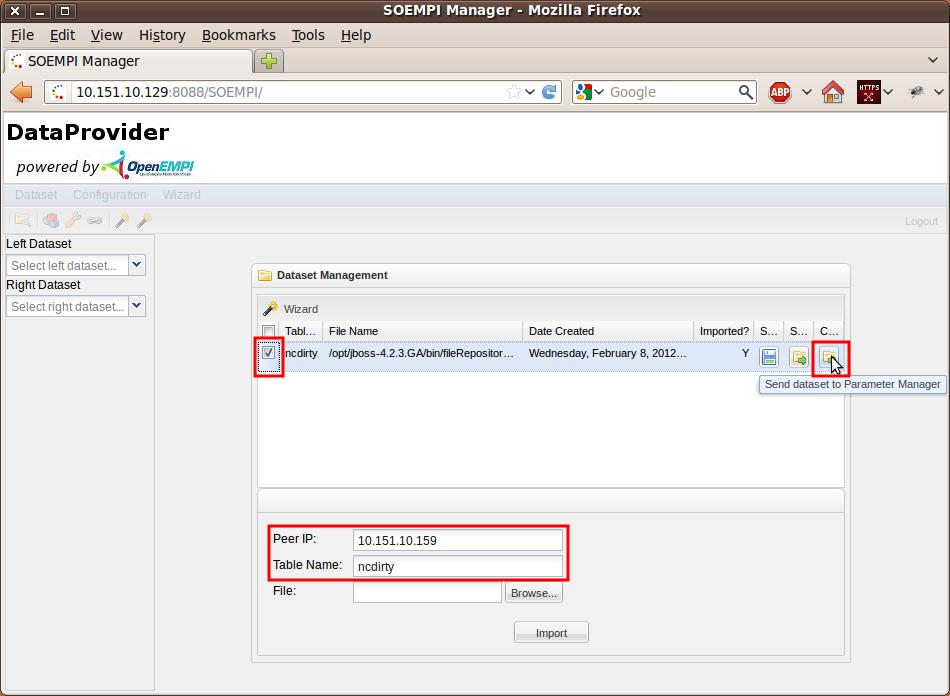 SOEMPI Manager - Mozilla Firefox
File Edit View History Bookmarks Tools Help
SOEMPI Manager
10.151.10.129:8088/SOEMPI/ Google ABP HTTPS
DataProvider
powered by OpenEMPI
Dataset Configuration Wizard
Logout
Left Dataset
Select left dataset...
Right Dataset
Select right dataset...
Dataset Management
Wizard
Tabl... File Name Date Created Imported? S... S... C...
ncdirty /opt/jboss-4.2.3.GA/bin/fileRepositor... Wednesday, February 8, 2012... Y
Send dataset to Parameter Manager
Peer IP: 10.151.10.159
Table Name: ncdirty
File: Browse...
Import